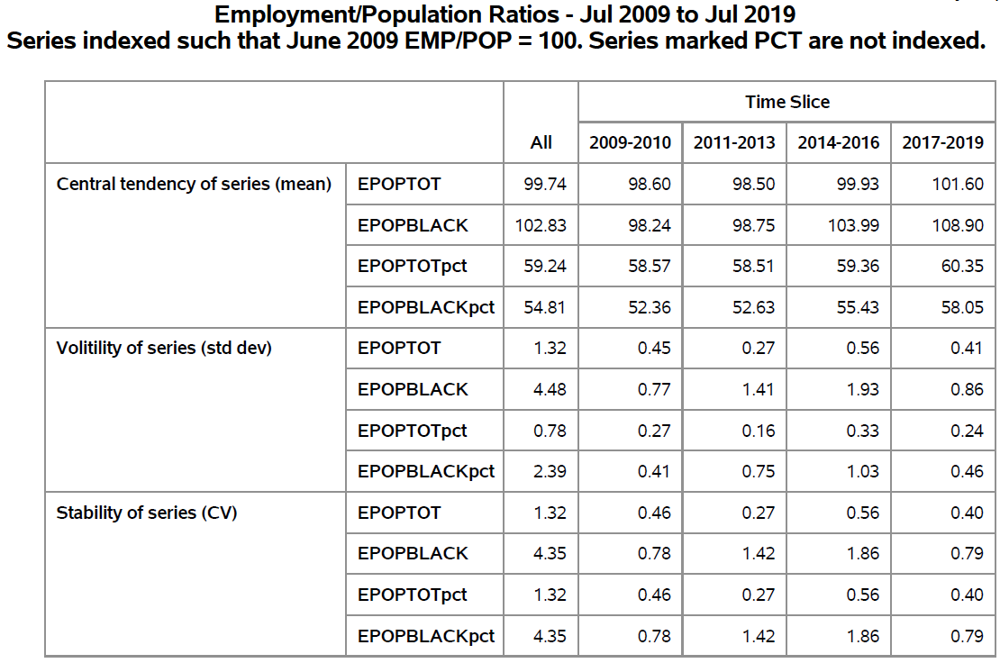 Employment/Population Ratios - Jul 2009 to Jul 2019
Series indexed such that June 2009 EMP/POP = 100. Series marked PCT are not indexed.
Time Slice
All 2009-2010 2011-2013 2014-2016 2017-2019
Central tendency of series (mean) EPOPTOT 99.74 98.60 98.50 99.93 101.60
EPOPBLACK 102.83 98.24 98.75 103.99 108.90
EPOPTOTpct 59.24 58.57 58.51 59.36 60.35
EPOPBLACKpct 54.81 52.36 52.63 55.43 58.05
Volitility of series (std dev) EPOPTOT 1.32 0.45 0.27 0.56 0.41
EPOPBLACK 4.48 0.77 1.41 1.93 0.86
EPOPTOTpct 0.78 0.27 0.16 0.33 0.24
EPOPBLACKpct 2.39 0.41 0.75 1.03 0.46
Stability of series (CV) EPOPTOT 1.32 0.46 0.27 0.56 0.40
EPOPBLACK 4.35 0.78 1.42 1.86 0.79
EPOPTOTpct 1.32 0.46 0.27 0.56 0.40
EPOPBLACKpct 4.35 0.78 1.42 1.86 0.79